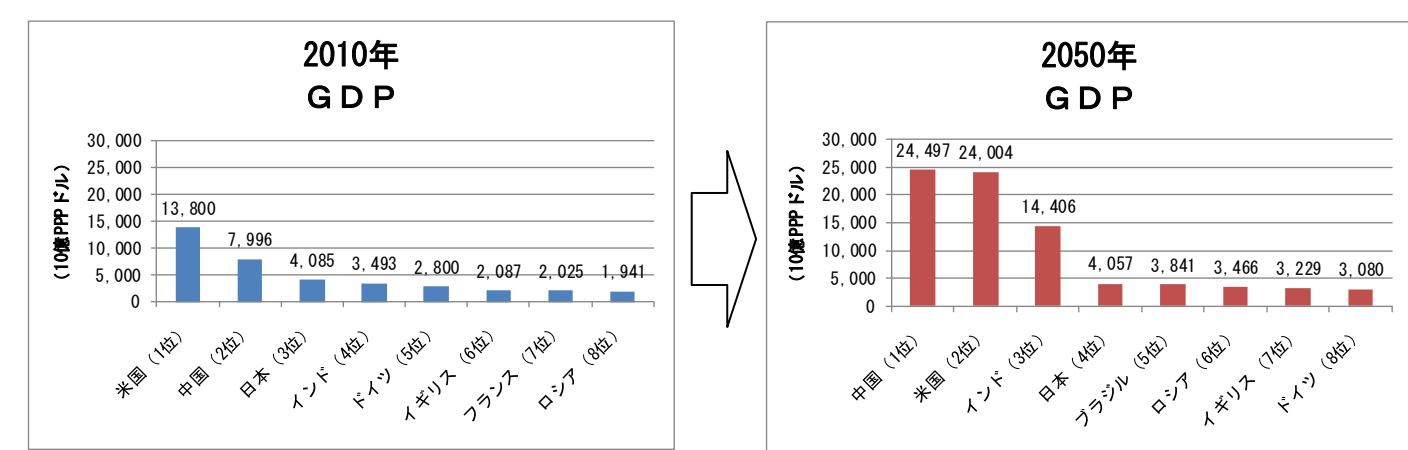 2010年
ＧＤＰ
(10億PPPドル)
30,000
25,000
20,000
15,000
10,000
5,000
0
13,800
7,996
4,085
3,493
2,800
2,087
2,025
1,941
米国（1位）
中国（2位）
日本（3位）
インド（4位）
ドイツ（5位）
イギリス（6位）
フランス（7位）
ロシア（8位）
2050年
ＧＤＰ
(10億PPPドル)
30,000
25,000
20,000
15,000
10,000
5,000
0
24,497
24,004
14,406
4,057
3,841
3,466
3,229
3,080
中国（1位）
米国（2位）
インド（3位）
日本（4位）
ブラジル（5位）
ロシア（6位）
イギリス（7位）
ドイツ（8位）